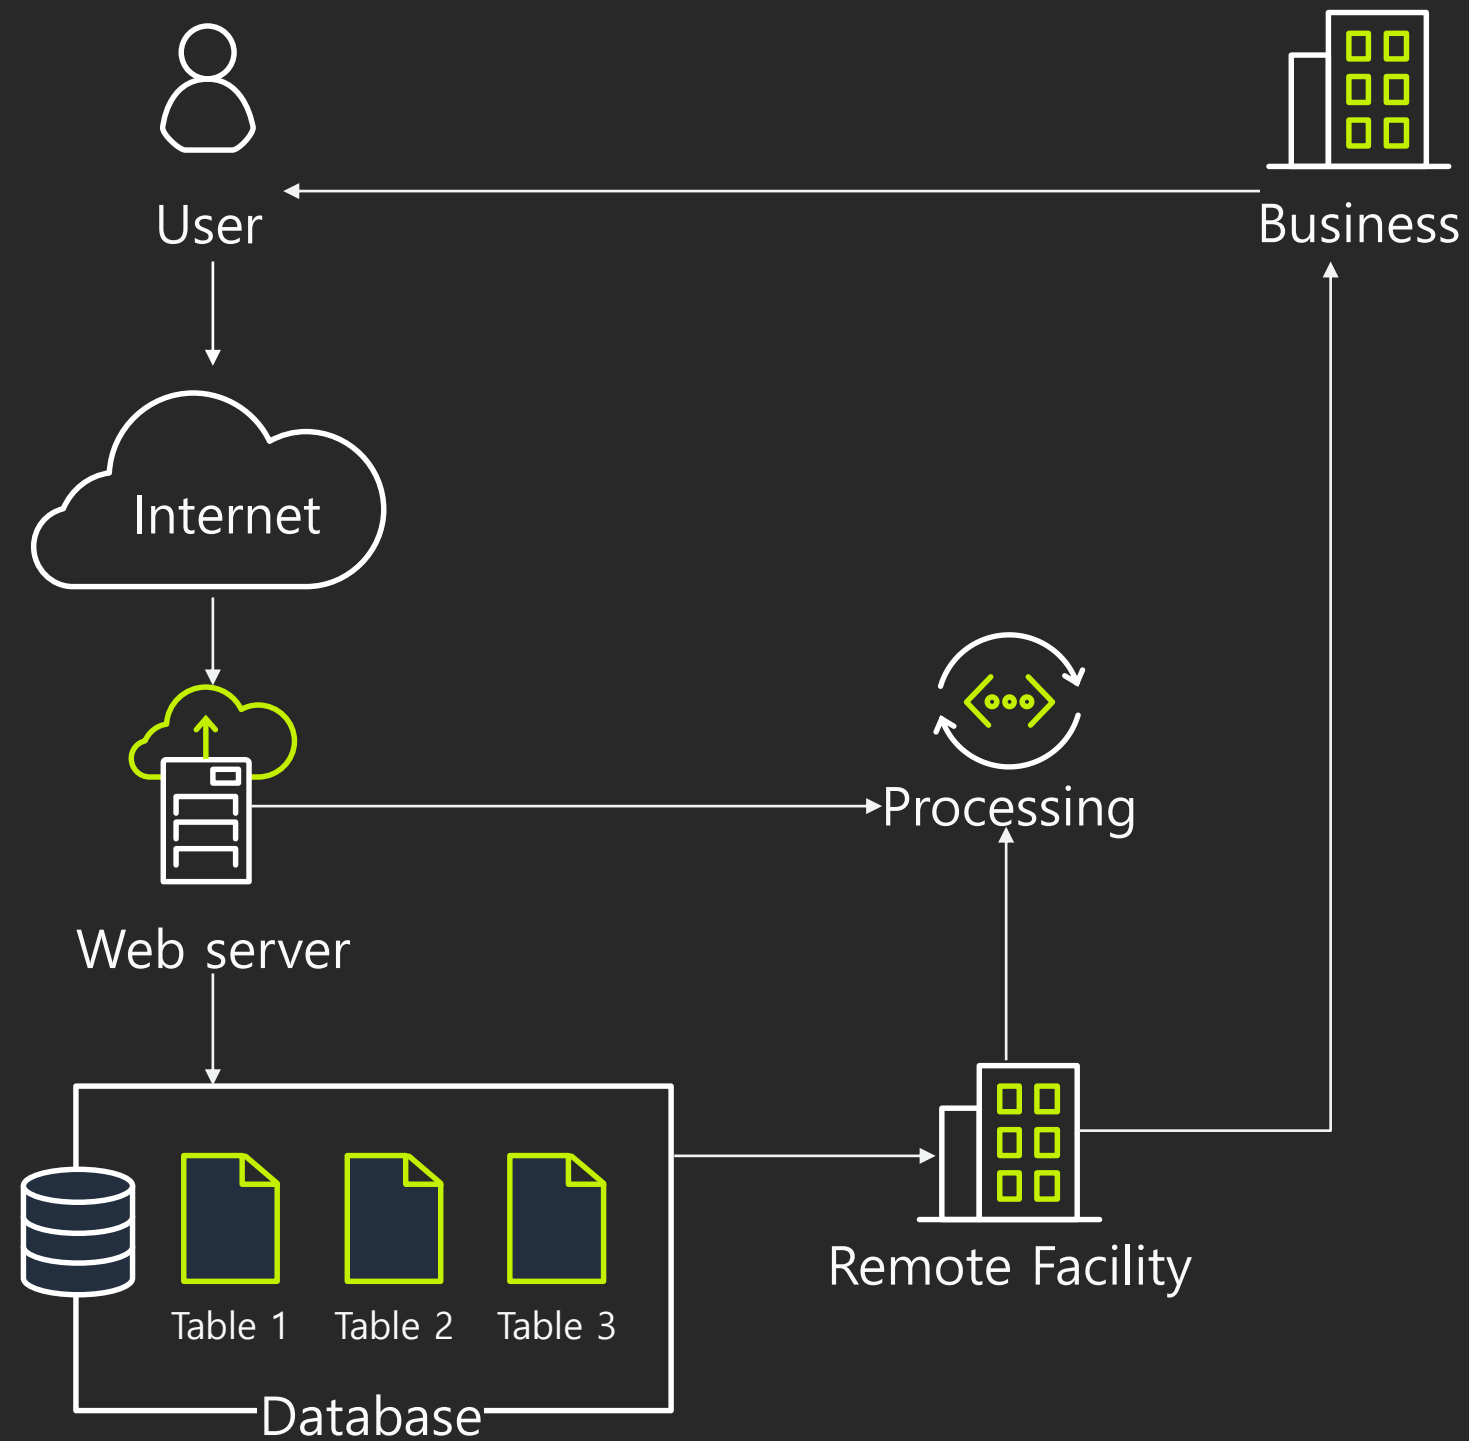 User
Business
Internet
Processing
Web server
Remote Facility
Table 1
Table 2
Table 3
Database